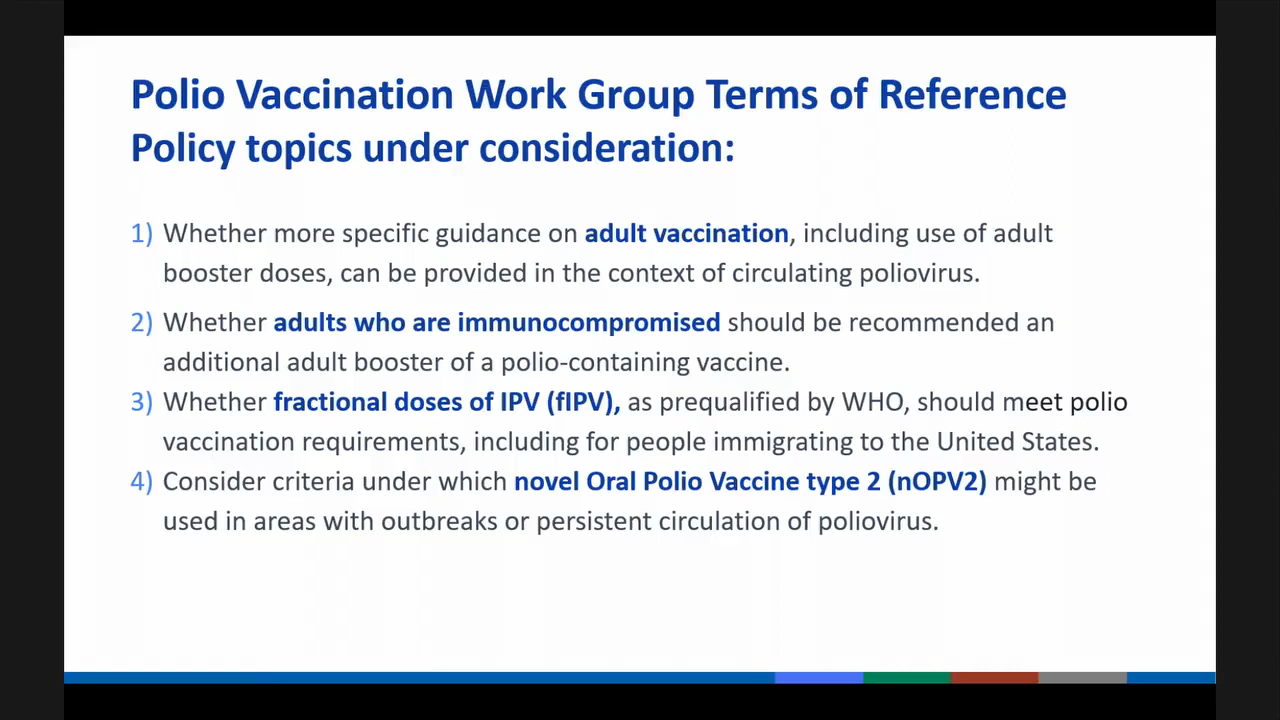 Polio Vaccination Work Group Terms of Reference
Policy topics under consideration:
1) Whether more specific guidance on adult vaccination, including use of adult
booster doses, can be provided in the context of circulating poliovirus.
2) Whether adults who are immunocompromised should be recommended an
additional adult booster of a polio-containing vaccine.
3) Whether fractional doses of IPV (fIPV), as prequalified by WHO, should meet polio
vaccination requirements, including for people immigrating to the United States.
4) Consider criteria under which novel Oral Polio Vaccine type 2 (nOPV2) might be
used in areas with outbreaks or persistent circulation of poliovirus.